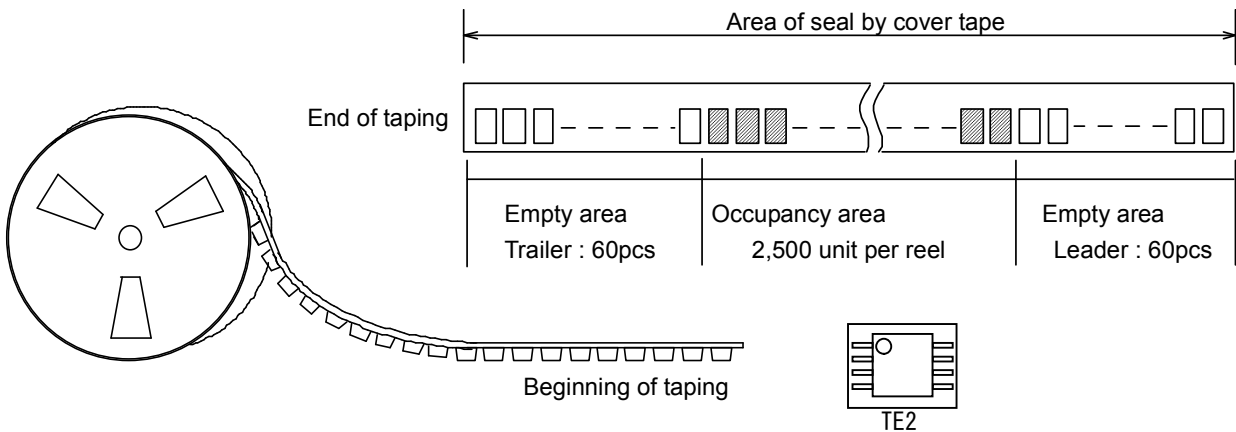 Area of seal by cover tape
End of taping
Empty area
Trailer : 60pcs
Occupancy area
2,500 unit per reel
Empty area
Leader : 60pcs
Beginning of taping
TE2